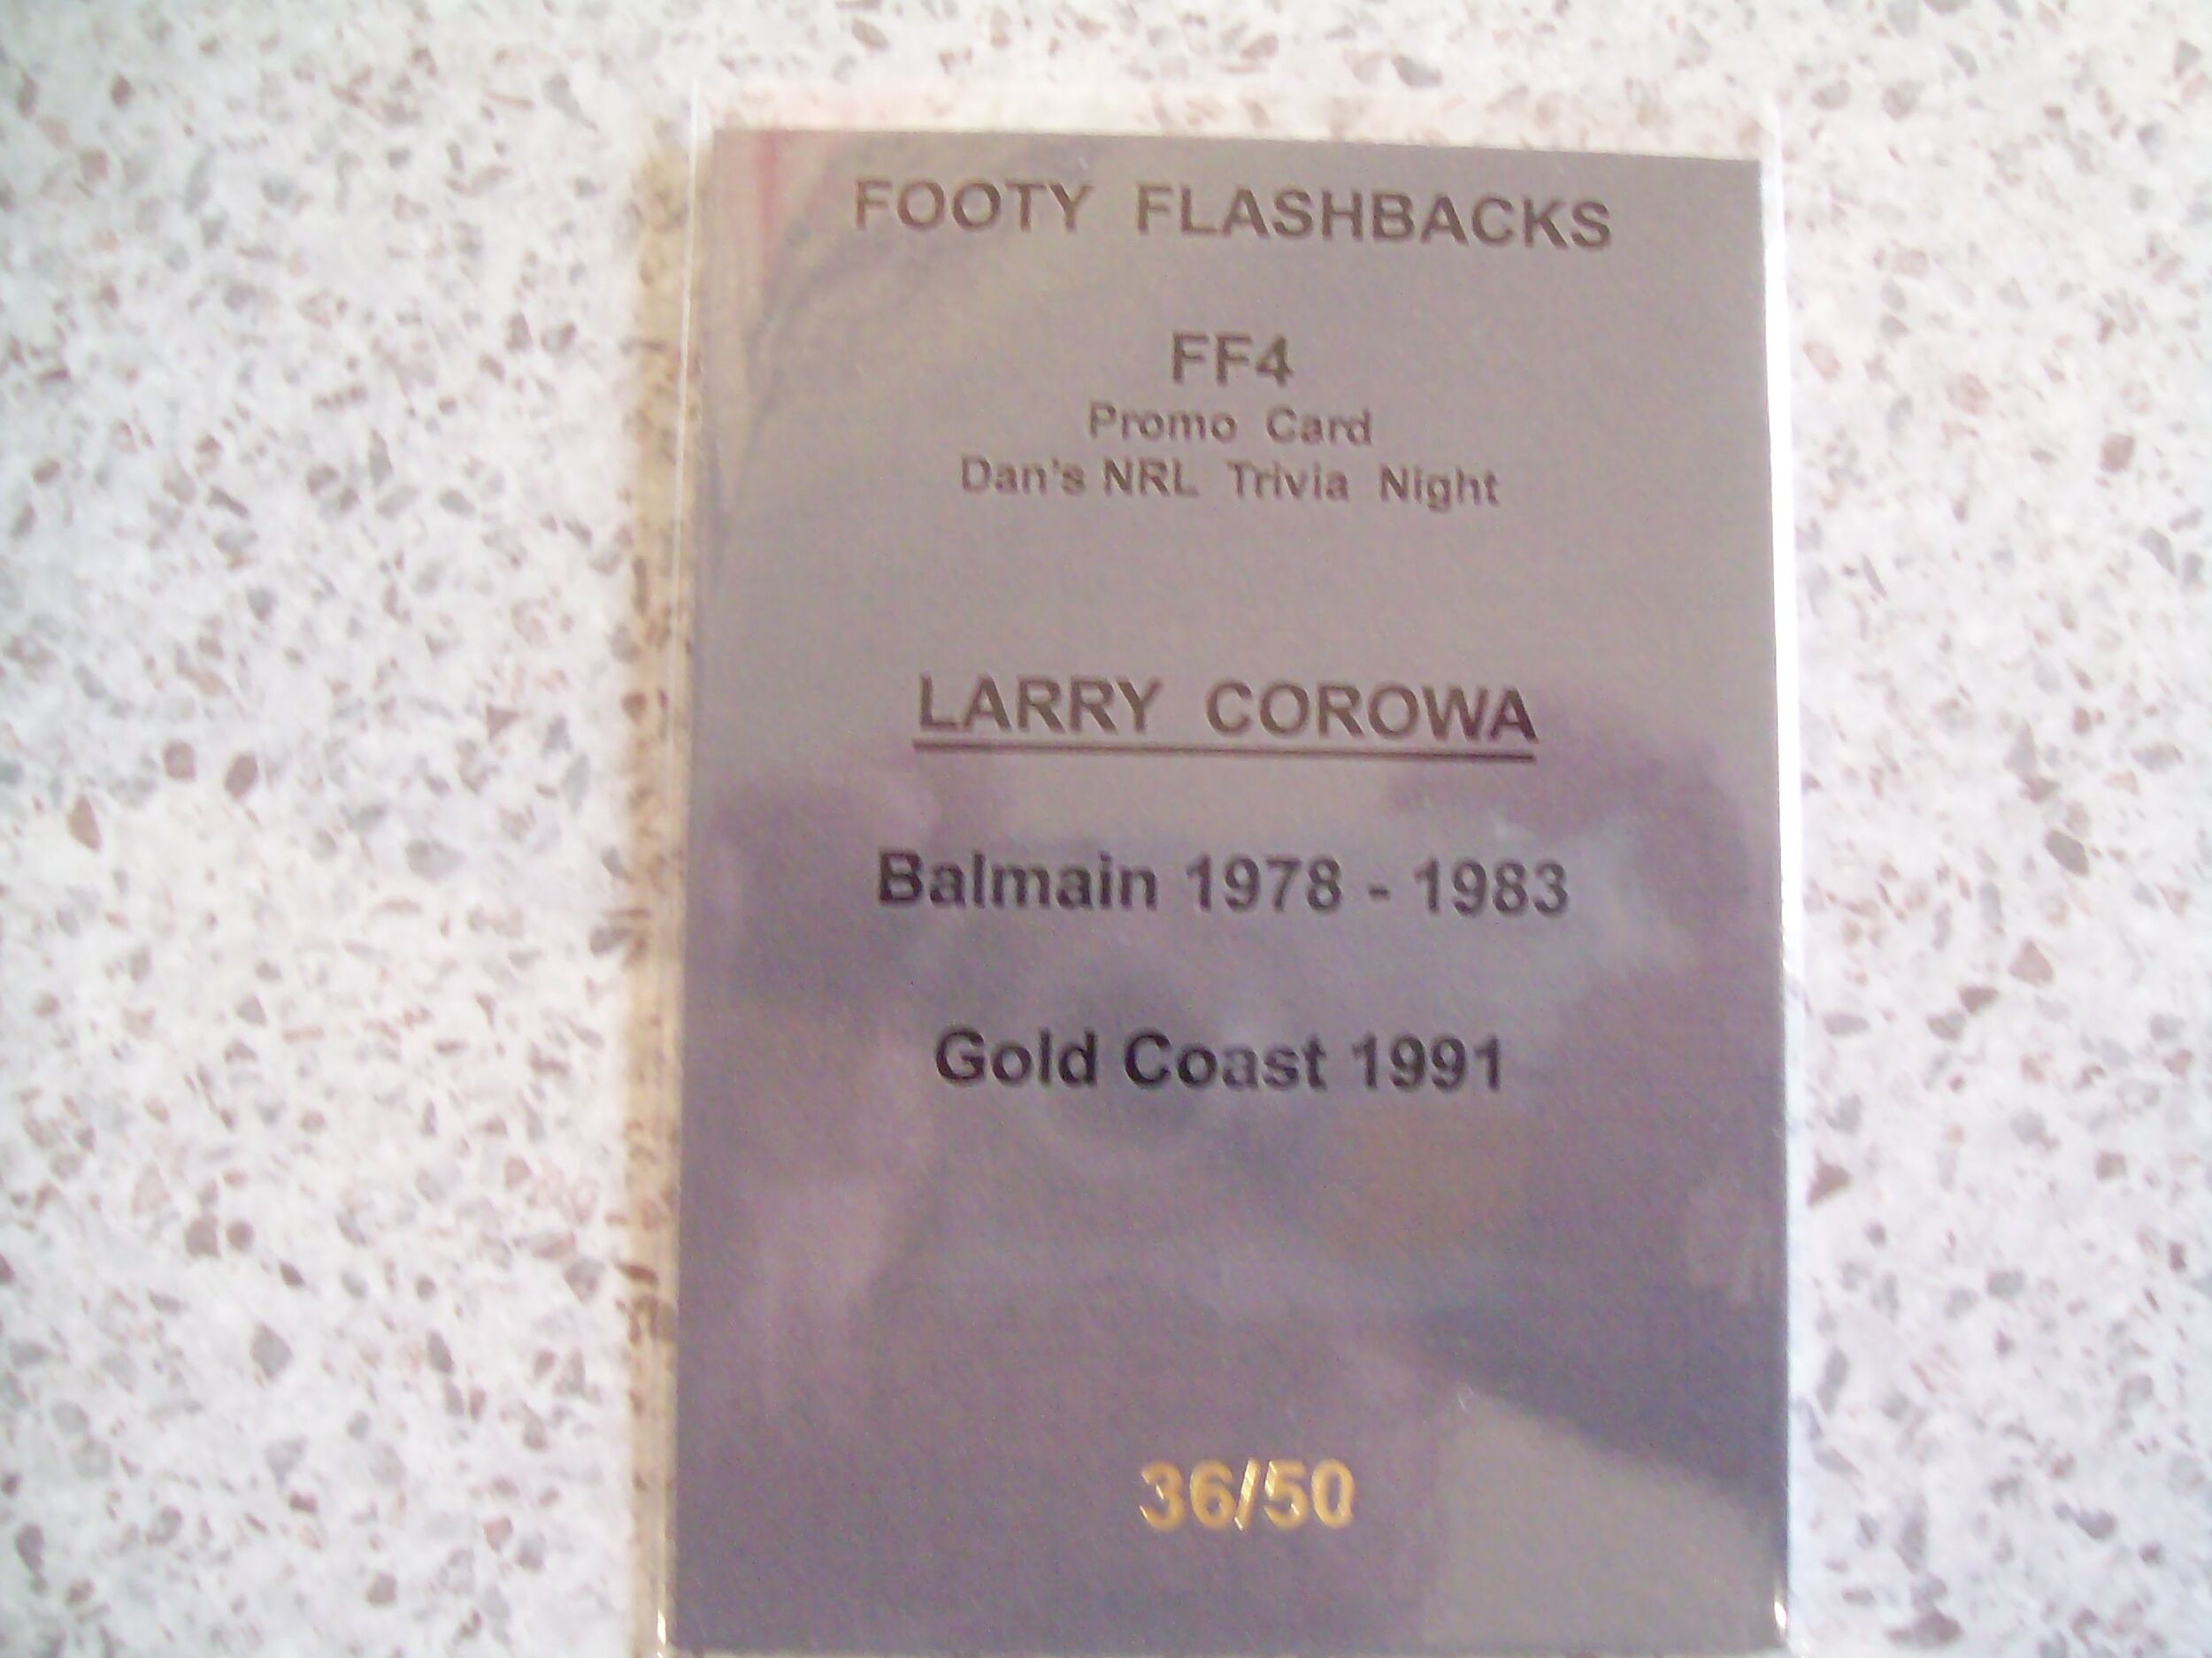 FOOTY FLASHBACKS
FF4
Promo Card
Dan's NRL Trivia Night
LARRY COROWA
Balmain 1978 - 1983
Gold Coast 1991
36/50